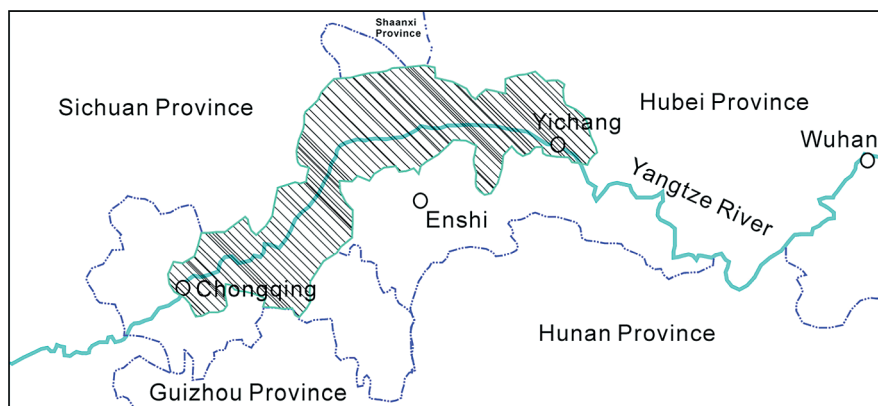 Shaanxi
Province
Sichuan Province
Hubei Province
Yichang
Wuhan
Yangtze River
Enshi
Chongqing
Hunan Province
Guizhou Province